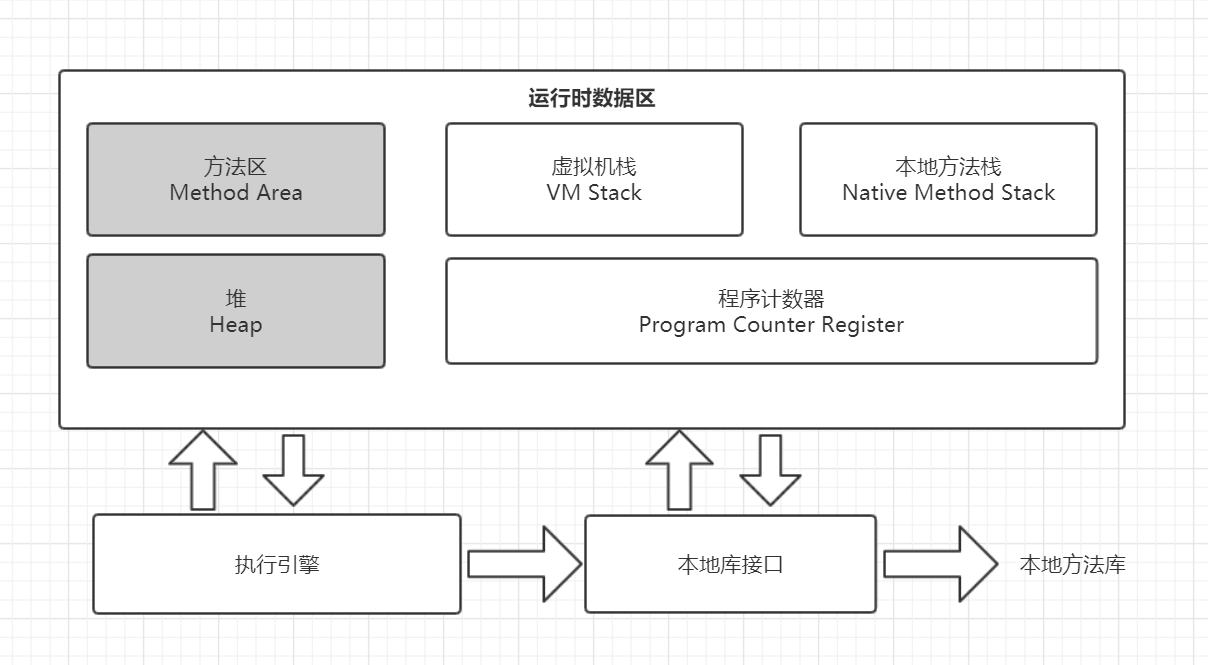 运行时数据区
方法区
Method Area
虚拟机栈
VM Stack
本地方法栈
Native Method Stack
堆
Heap
程序计数器
Program Counter Register
执行引擎
本地库接口
本地方法库